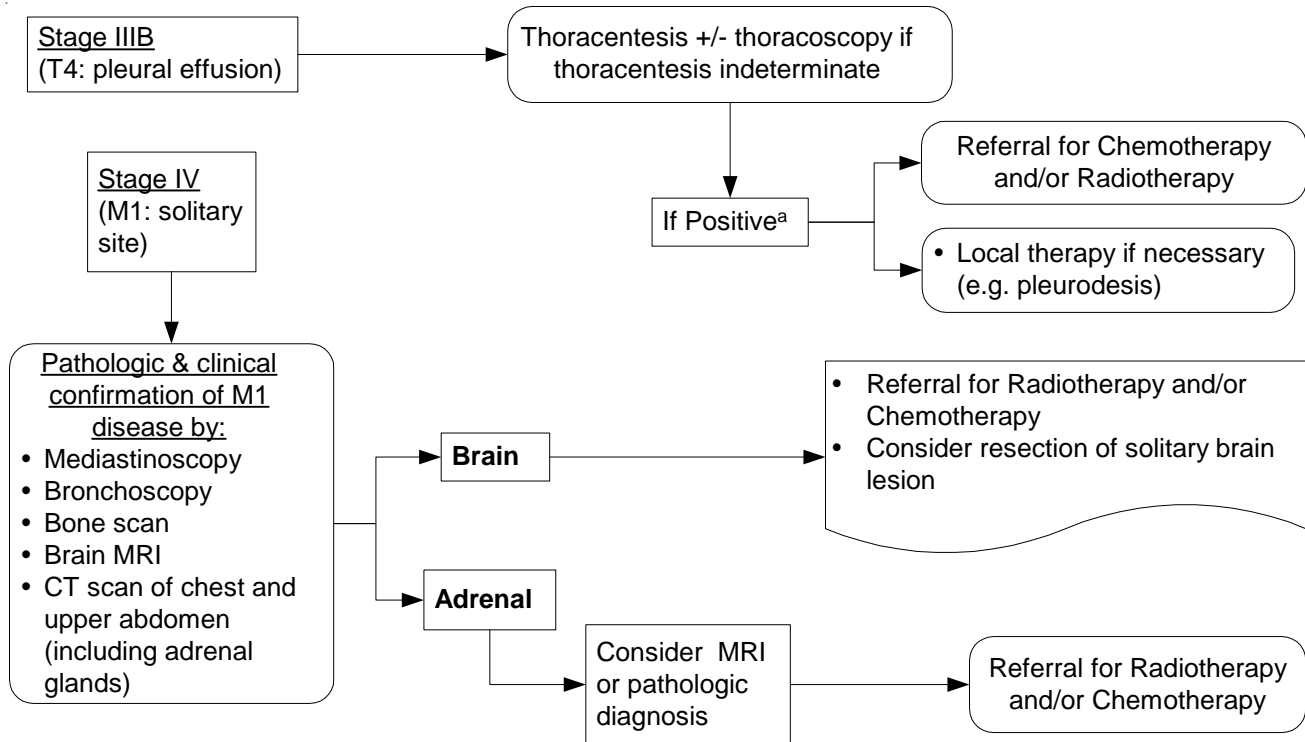 Stage IIIB
(T4: pleural effusion)
Thoracentesis +/- thoracoscopy if
thoracentesis indeterminate
If Positiveᵃ
Referral for Chemotherapy
and/or Radiotherapy
• Local therapy if necessary
(e.g. pleurodesis)
Stage IV
(M1: solitary
site)
Pathologic & clinical
confirmation of M1
disease by:
• Mediastinoscopy
• Bronchoscopy
• Bone scan
• Brain MRI
• CT scan of chest and
upper abdomen
(including adrenal
glands)
Brain
• Referral for Radiotherapy and/or
Chemotherapy
• Consider resection of solitary brain
lesion
Adrenal
Consider MRI
or pathologic
diagnosis
Referral for Radiotherapy
and/or Chemotherapy